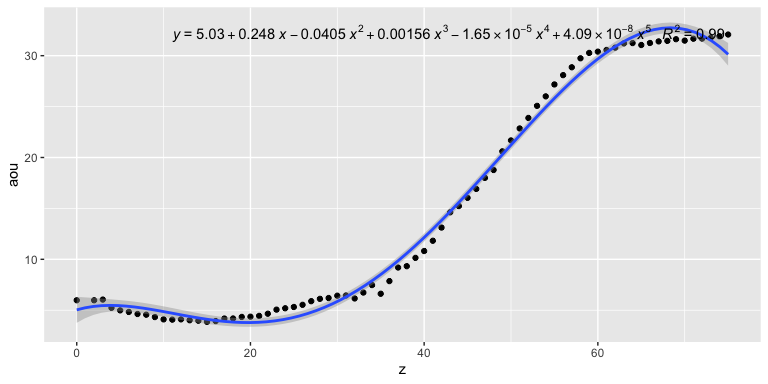 y = 5.03 + 0.248 x − 0.0405 x² + 0.00156 x³ − 1.65 × 10⁻⁵ x⁴ + 4.09 × 10⁻⁸ x⁵ R² = 0.99
30
20
10
aou
0 20 40 60
z